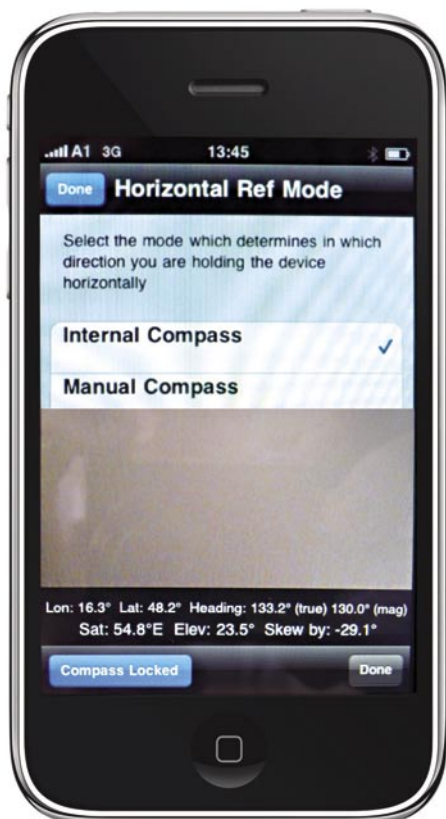 A1 3G 13:45
Done Horizontal Ref Mode
Select the mode which determines in which
direction you are holding the device
horizontally
Internal Compass
Manual Compass
Lon: 16.3° Lat: 48.2° Heading: 133.2° (true) 130.0° (mag)
Sat: 54.8°E Elev: 23.5° Skew by: -29.1°
Compass Locked Done